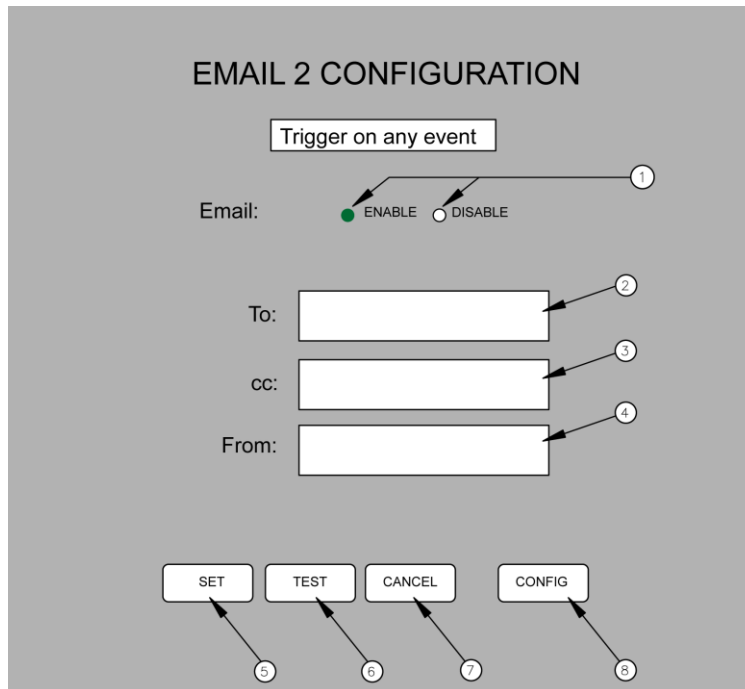 EMAIL 2 CONFIGURATION
Trigger on any event
1
Email: ENABLE DISABLE
2
To:
3
cc:
4
From:
SET TEST CANCEL CONFIG
5 6 7 8